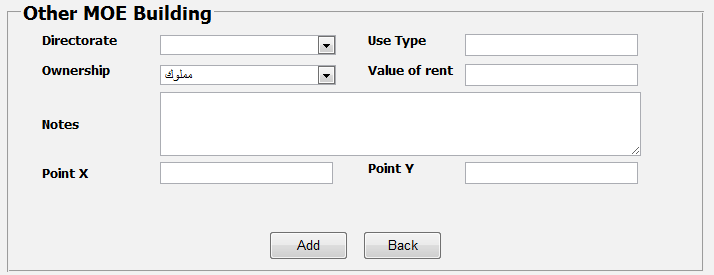 Other MOE Building
Directorate
Use Type
Ownership
مملوك
Value of rent
Notes
Point X
Point Y
Add
Back